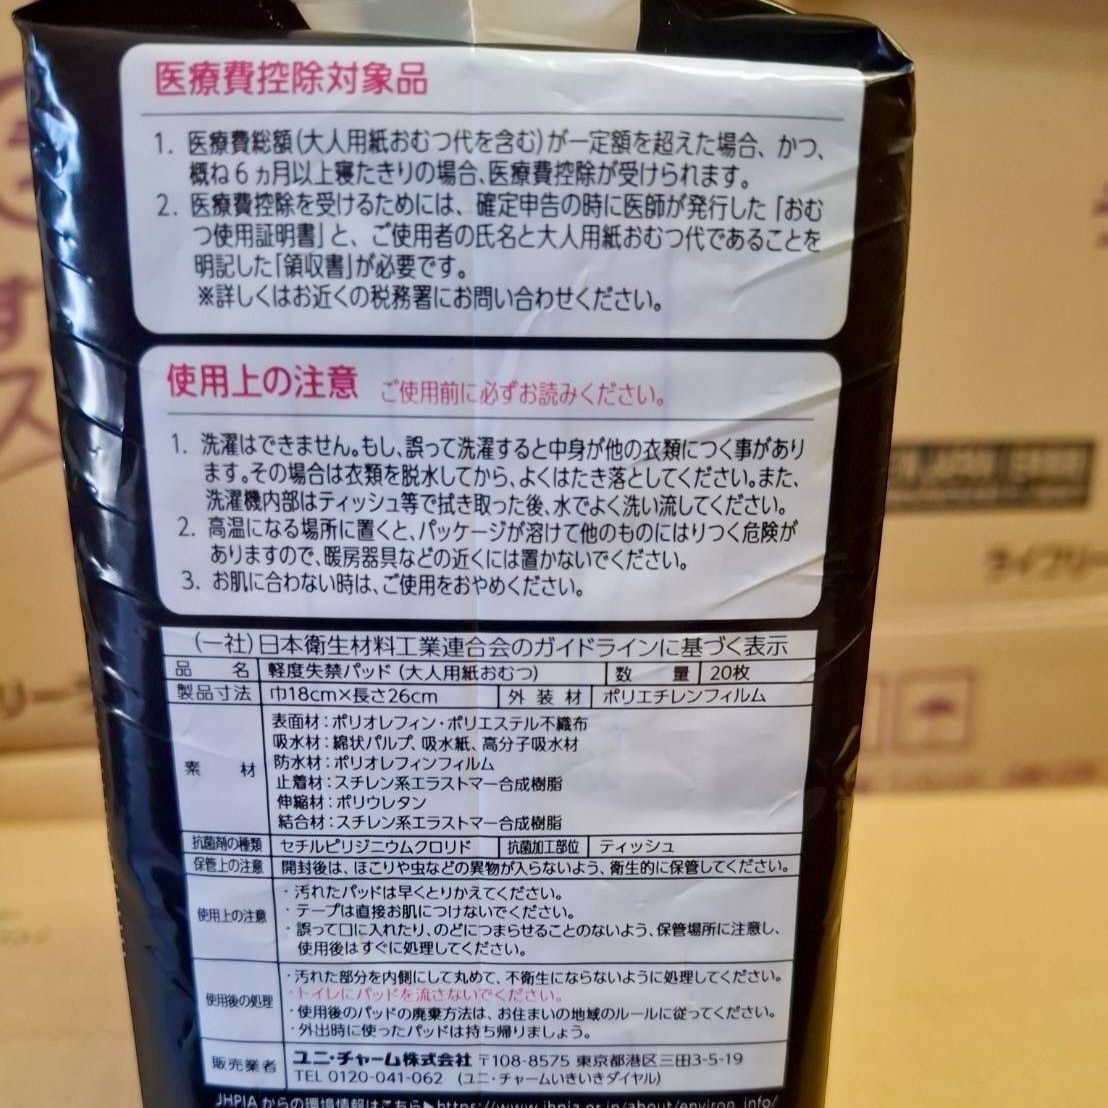 医療費控除対象品
1. 医療費総額(大人用紙おむつ代を含む)が一定額を超えた場合、かつ、
概ね6ヵ月以上寝たきりの場合、医療費控除が受けられます。
2. 医療費控除を受けるためには、確定申告の時に医師が発行した「おむ
つ使用証明書」と、ご使用者の氏名と大人用紙おむつ代であることを
明記した「領収書」が必要です。
※詳しくはお近くの税務署にお問い合わせください。
使用上の注意 ご使用前に必ずお読みください。
1. 洗濯はできません。もし、誤って洗濯すると中身が他の衣類につく事があり
ます。その場合は衣類を脱水してから、よくはたき落としてください。また、
洗濯機内部はティッシュ等で拭き取った後、水でよく洗い流してください。
2. 高温になる場所に置くと、パッケージが溶けて他のものにはりつく危険が
ありますので、暖房器具などの近くには置かないでください。
3. お肌に合わない時は、ご使用をおやめください。
(一社)日本衛生材料工業連合会のガイドラインに基づく表示
品 名 軽度失禁パッド(大人用紙おむつ) 数 量 20枚
製品寸法 巾18cm×長さ26cm 外装材 ポリエチレンフィルム
素 材 表面材:ポリオレフィン・ポリエステル不織布
吸水材:綿状パルプ、吸水紙、高分子吸水材
防水材:ポリオレフィンフィルム
止着材:スチレン系エラストマー合成樹脂
伸縮材:ポリウレタン
結合材:スチレン系エラストマー合成樹脂
抗菌剤の種類 セチルピリジニウムクロリド 抗菌加工部位 ティッシュ
保管上の注意 開封後は、ほこりや虫などの異物が入らないよう、衛生的に保管してください。
使用上の注意 ・汚れたパッドは早くとりかえてください。
・テープは直接お肌につけないでください。
・誤って口に入れたり、のどにつまらせることのないよう、保管場所に注意し、
使用後はすぐに処理してください。
使用後の処理 ・汚れた部分を内側にして丸めて、不衛生にならないように処理してください。
・トイレにパッドを流さないでください。
・使用後のパッドの廃棄方法は、お住まいの地域のルールに従ってください。
・外出時に使ったパッドは持ち帰りましょう。
販売業者 ユニ・チャーム株式会社 〒108-8575 東京都港区三田3-5-19
TEL 0120-041-062 (ユニ・チャームいきいきダイヤル)
JHPIAからの環境情報はこちら▶https://www.jhpia.or.jp/about/environ_info/
ライフリー